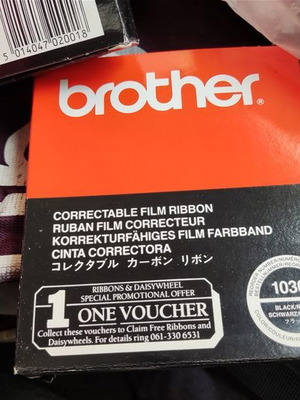 5 014047 020018
brother®
CORRECTABLE FILM RIBBON
RUBAN FILM CORRECTEUR
KORREKTURFÄHIGES FILM FARBBAND
CINTA CORRECTORA
コレクタブル カーボン リボン
RIBBONS & DAISYWHEEL
SPECIAL PROMOTIONAL OFFER
1 ONE VOUCHER
Collect these vouchers to Claim Free Ribbons and
Daisywheels. For details ring 061-330 6531
1030
BLACK/
SCHWARZ/